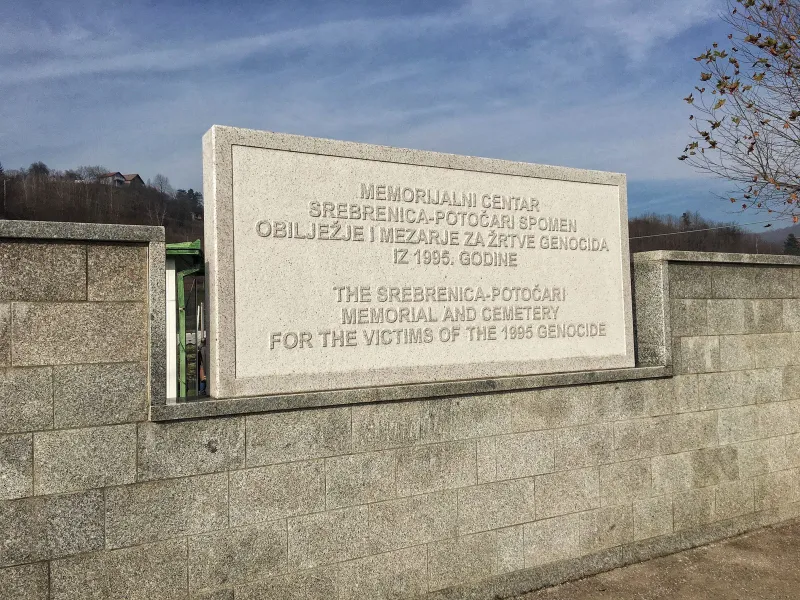 MEMORIJALNI CENTAR
SREBRENICA-POTOČARI SPOMEN
OBILJEŽJE I MEZARJE ZA ŽRTVE GENOCIDA
IZ 1995. GODINE
THE SREBRENICA-POTOČARI
MEMORIAL AND CEMETERY
FOR THE VICTIMS OF THE 1995 GENOCIDE